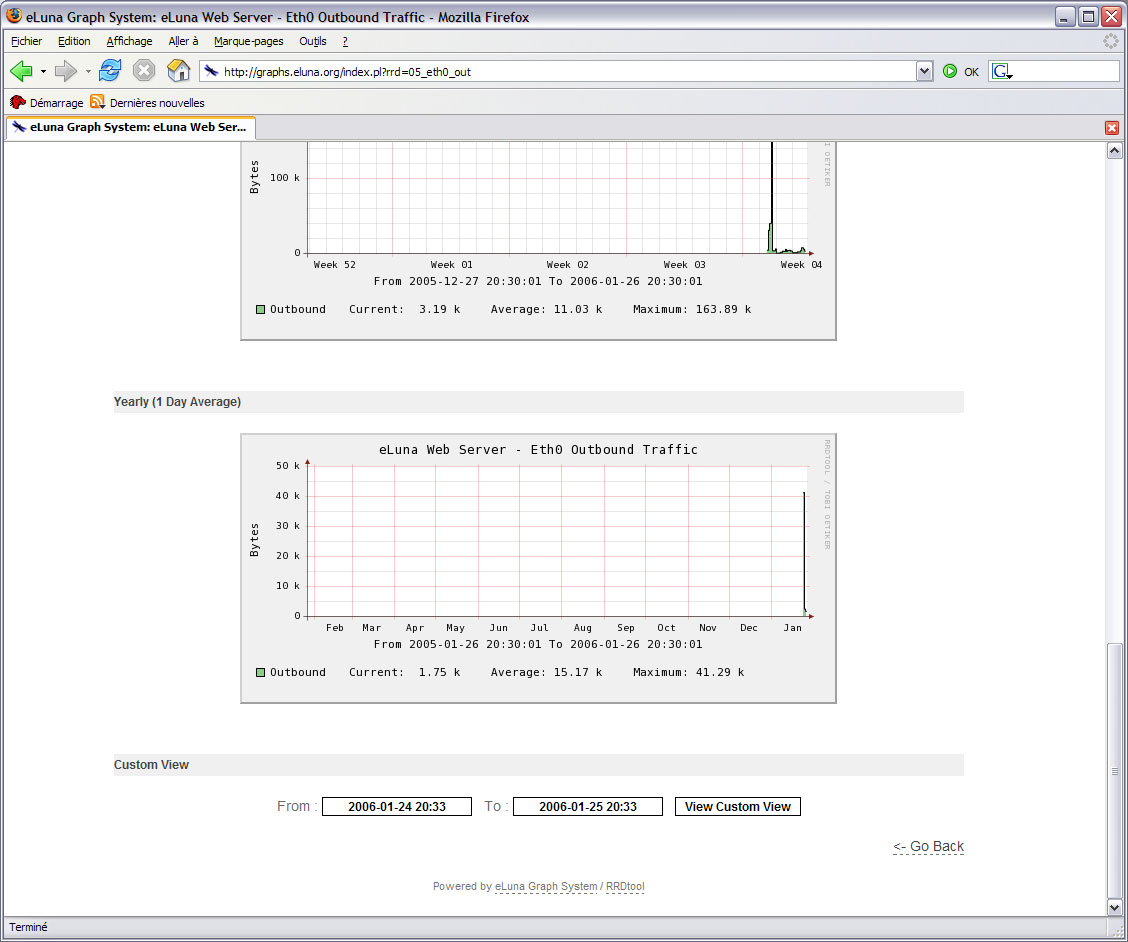 eLuna Graph System: eLuna Web Server - Eth0 Outbound Traffic - Mozilla Firefox
Fichier Edition Affichage Aller à Marque-pages Outils ?
http://graphs.eluna.org/index.pl?rrd=05_eth0_out OK G
Démarrage Dernières nouvelles
eLuna Graph System: eLuna Web Ser...
Bytes
100 k
0
Week 52 Week 01 Week 02 Week 03 Week 04
From 2005-12-27 20:30:01 To 2006-01-26 20:30:01
Outbound Current: 3.19 k Average: 11.03 k Maximum: 163.89 k
I OETIKER
Yearly (1 Day Average)
eLuna Web Server - Eth0 Outbound Traffic
RRDTOOL / TOBI OETIKER
Bytes
50 k
40 k
30 k
20 k
10 k
0
Feb Mar Apr May Jun Jul Aug Sep Oct Nov Dec Jan
From 2005-01-26 20:30:01 To 2006-01-26 20:30:01
Outbound Current: 1.75 k Average: 15.17 k Maximum: 41.29 k
Custom View
From : 2006-01-24 20:33 To : 2006-01-25 20:33 View Custom View
<- Go Back
Powered by eLuna Graph System / RRDtool
Terminé